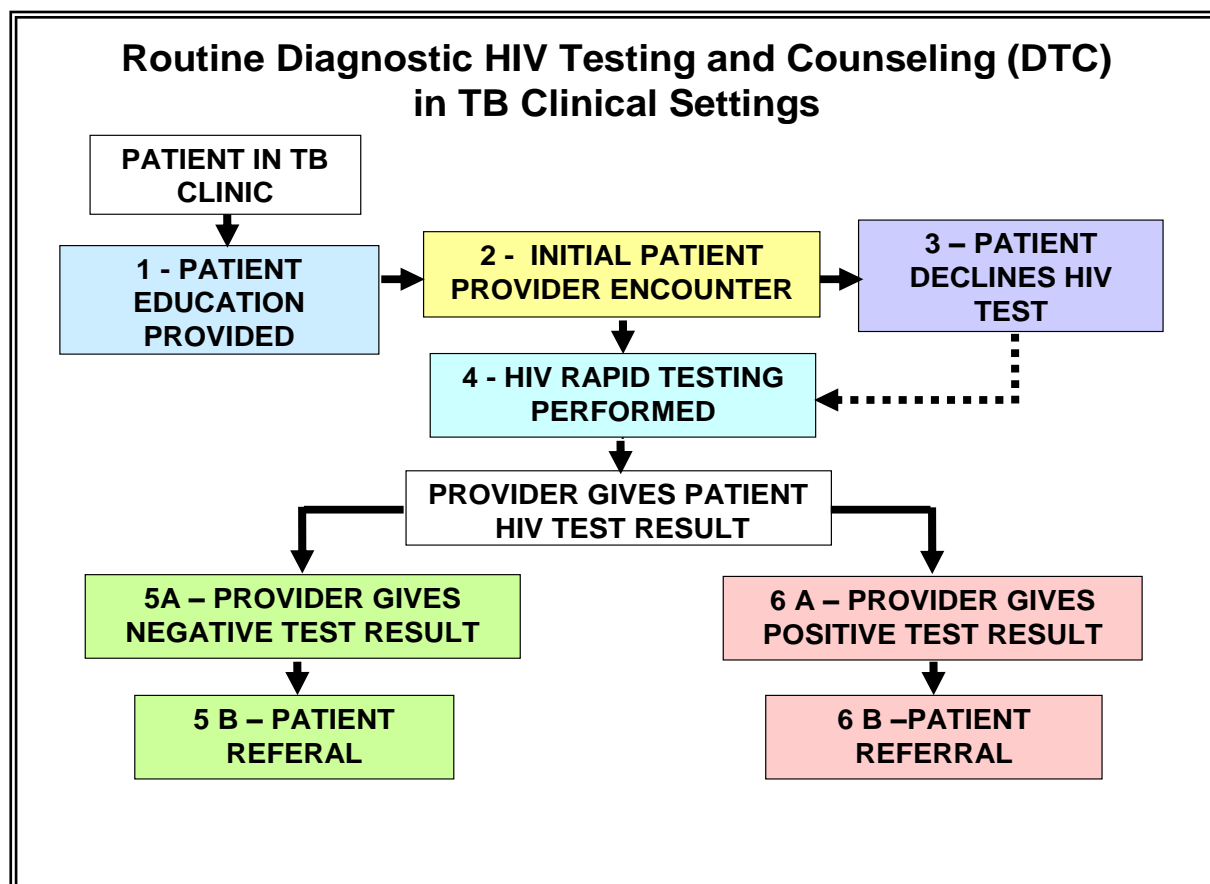 Routine Diagnostic HIV Testing and Counseling (DTC)
in TB Clinical Settings
PATIENT IN TB
CLINIC
1 - PATIENT
EDUCATION
PROVIDED
2 - INITIAL PATIENT
PROVIDER ENCOUNTER
3 – PATIENT
DECLINES HIV
TEST
4 - HIV RAPID TESTING
PERFORMED
PROVIDER GIVES PATIENT
HIV TEST RESULT
5A – PROVIDER GIVES
NEGATIVE TEST RESULT
6 A – PROVIDER GIVES
POSITIVE TEST RESULT
5 B – PATIENT
REFERAL
6 B –PATIENT
REFERRAL